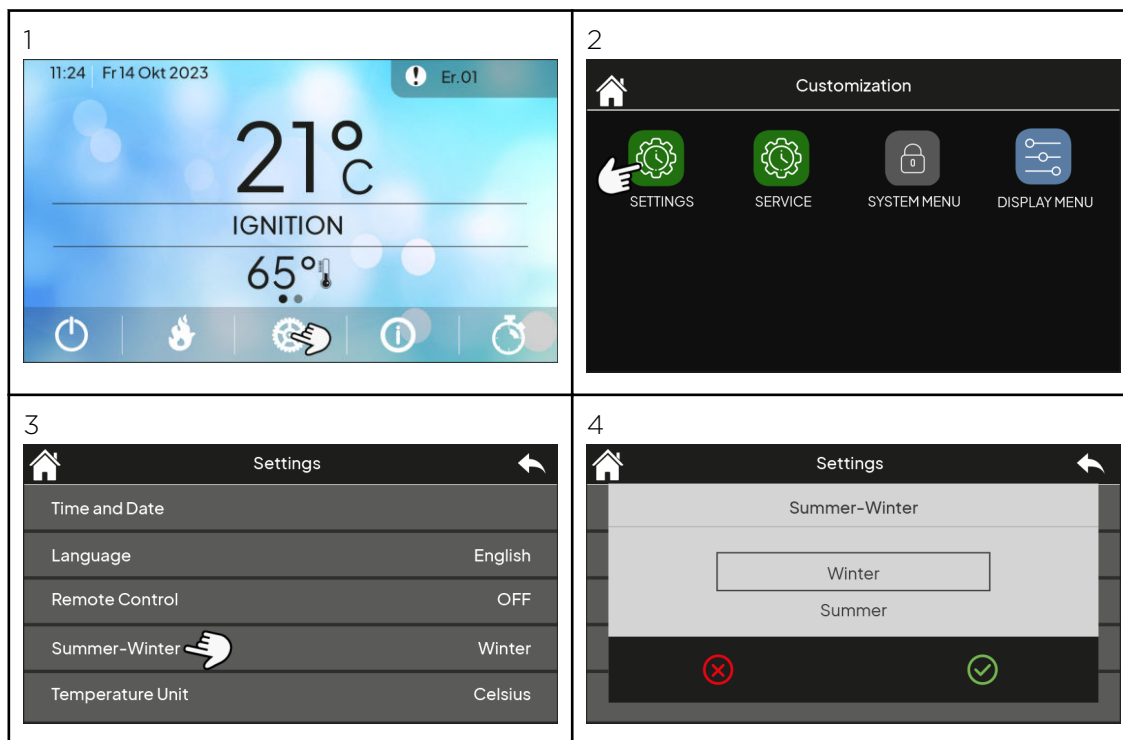 1
11:24 Fr 14 Okt 2023
Er.01
21°C
IGNITION
65°
2
Customization
SETTINGS SERVICE SYSTEM MENU DISPLAY MENU
3
Settings
Time and Date
Language English
Remote Control OFF
Summer-Winter Winter
Temperature Unit Celsius
4
Settings
Summer-Winter
Winter
Summer